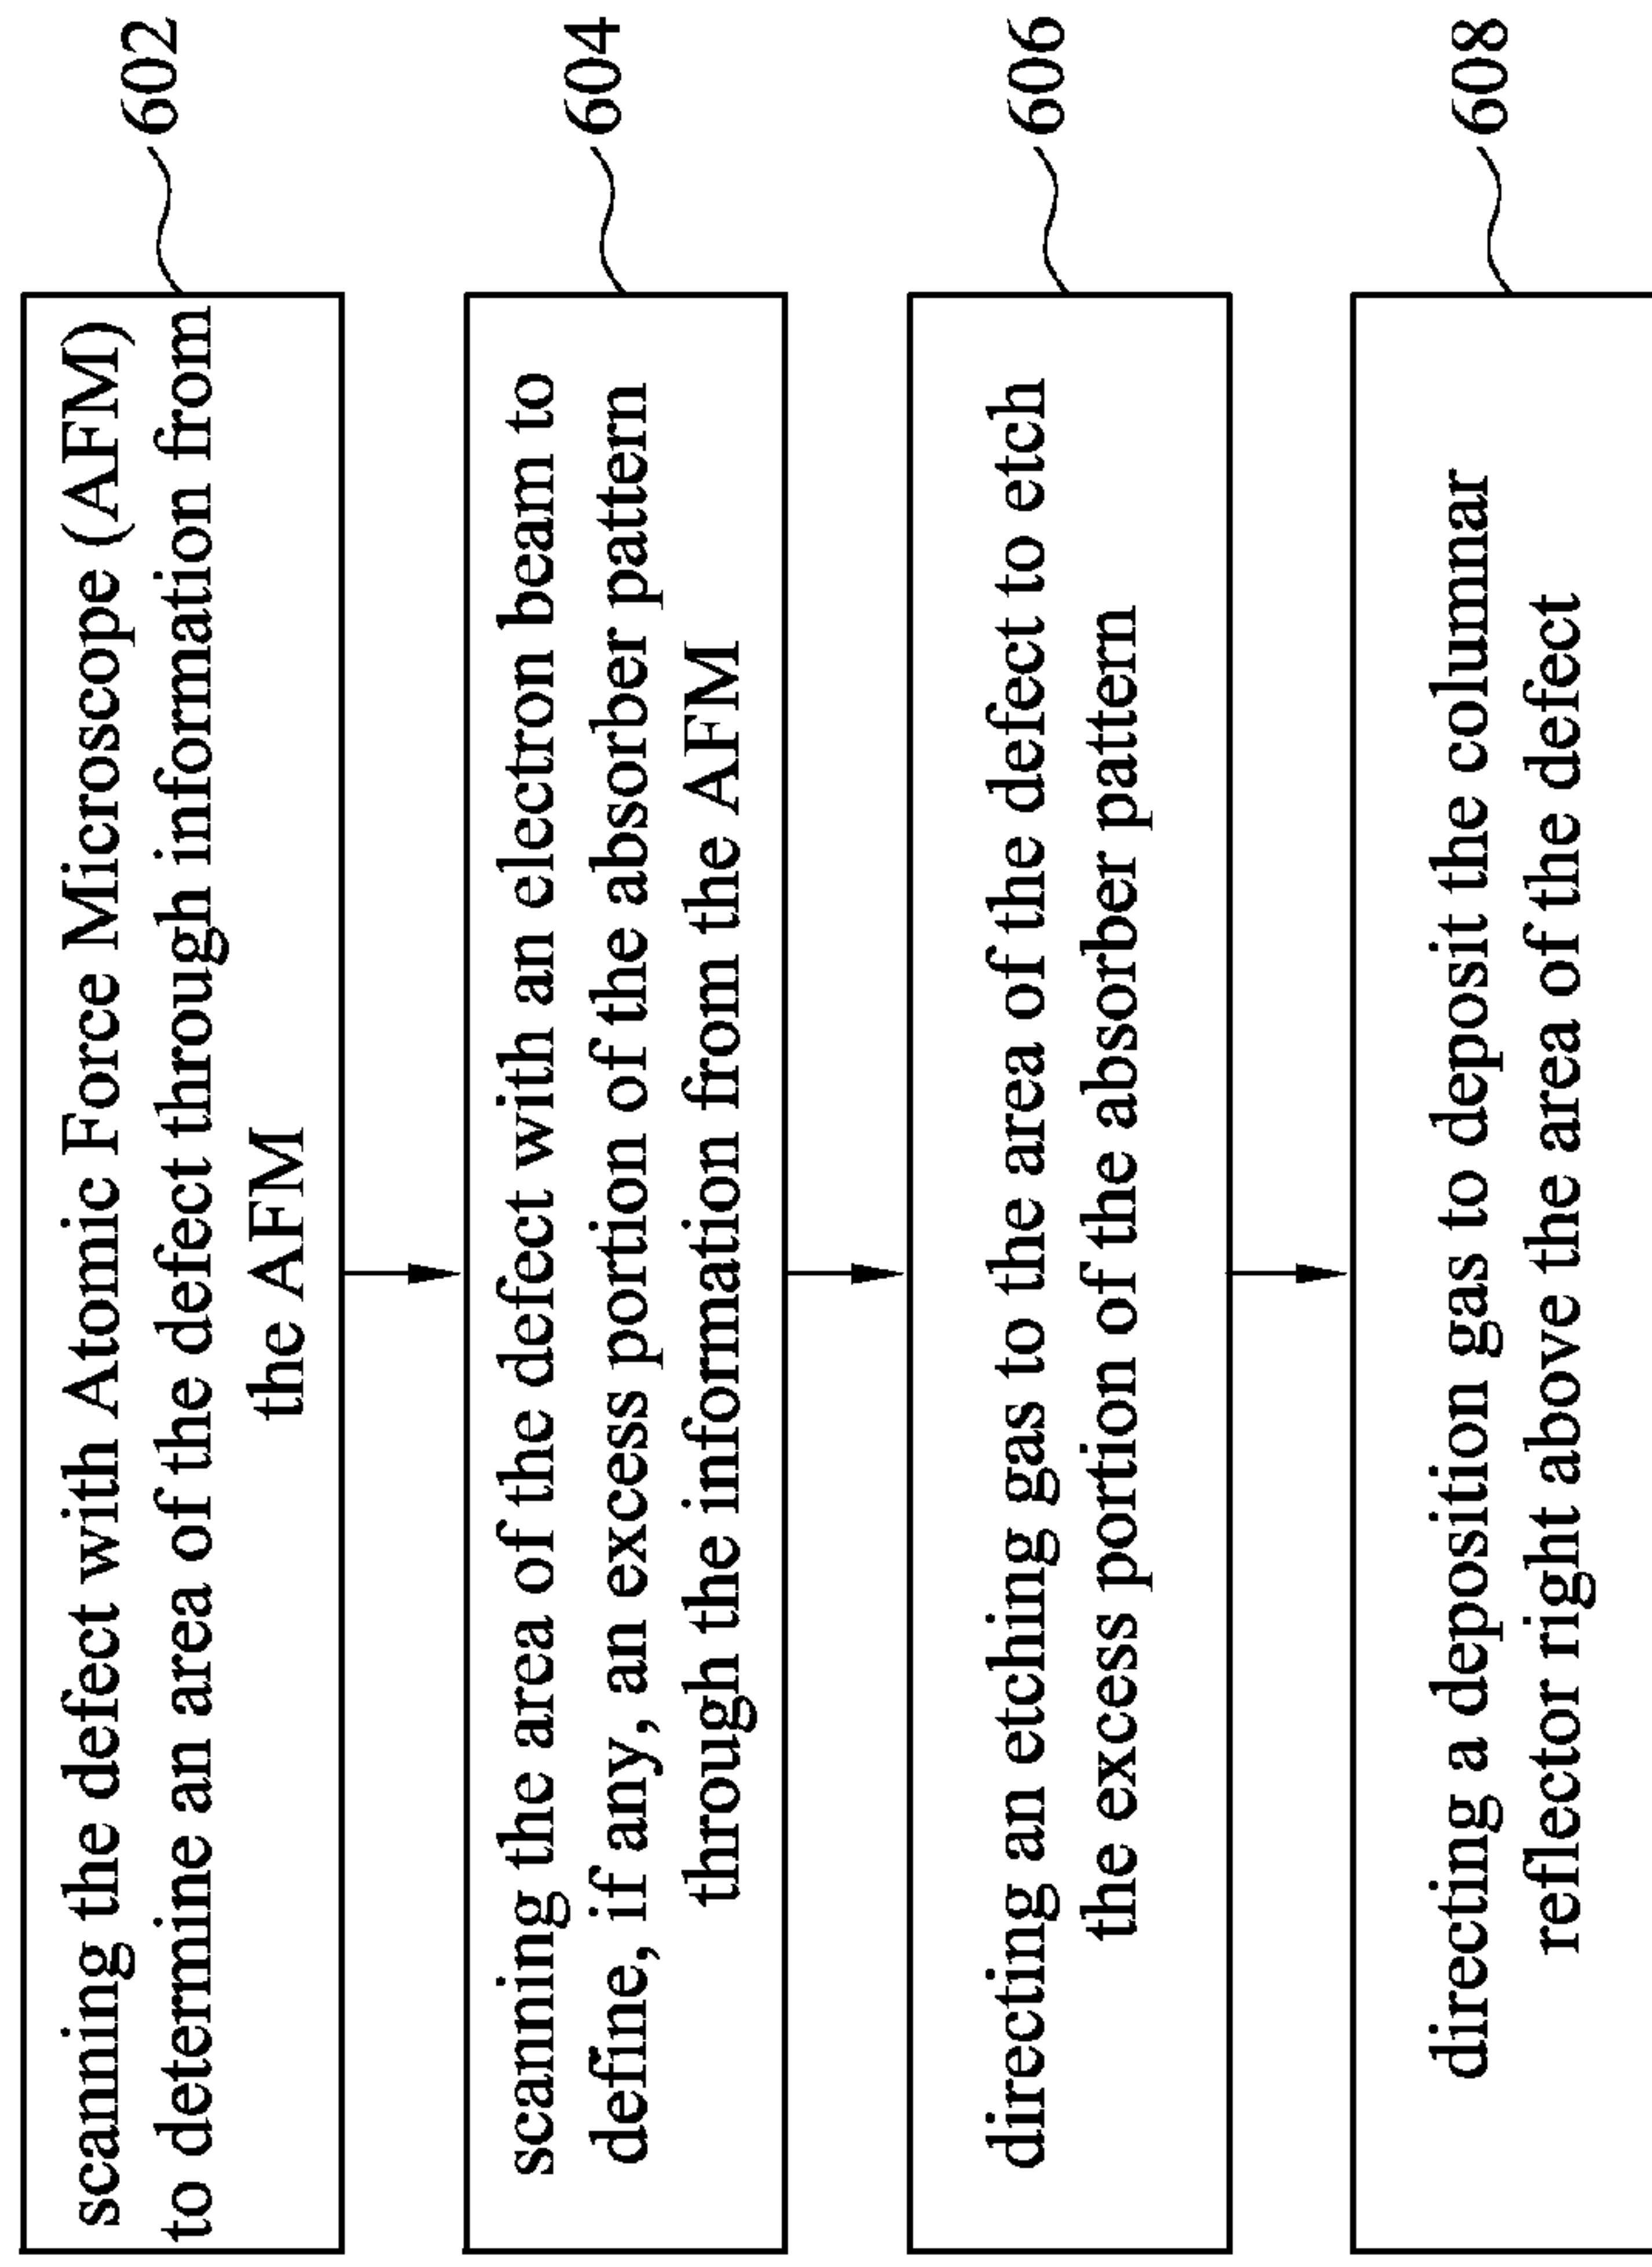 scanning the defect with Atomic Force Microscope (AFM)
to determine an area of the defect through information from
the AFM
602
scanning the area of the defect with an electron beam to
define, if any, an excess portion of the absorber pattern
through the information from the AFM
604
directing an etching gas to the area of the defect to etch
the excess portion of the absorber pattern
606
directing a deposition gas to deposit the columnar
reflector right above the area of the defect
608